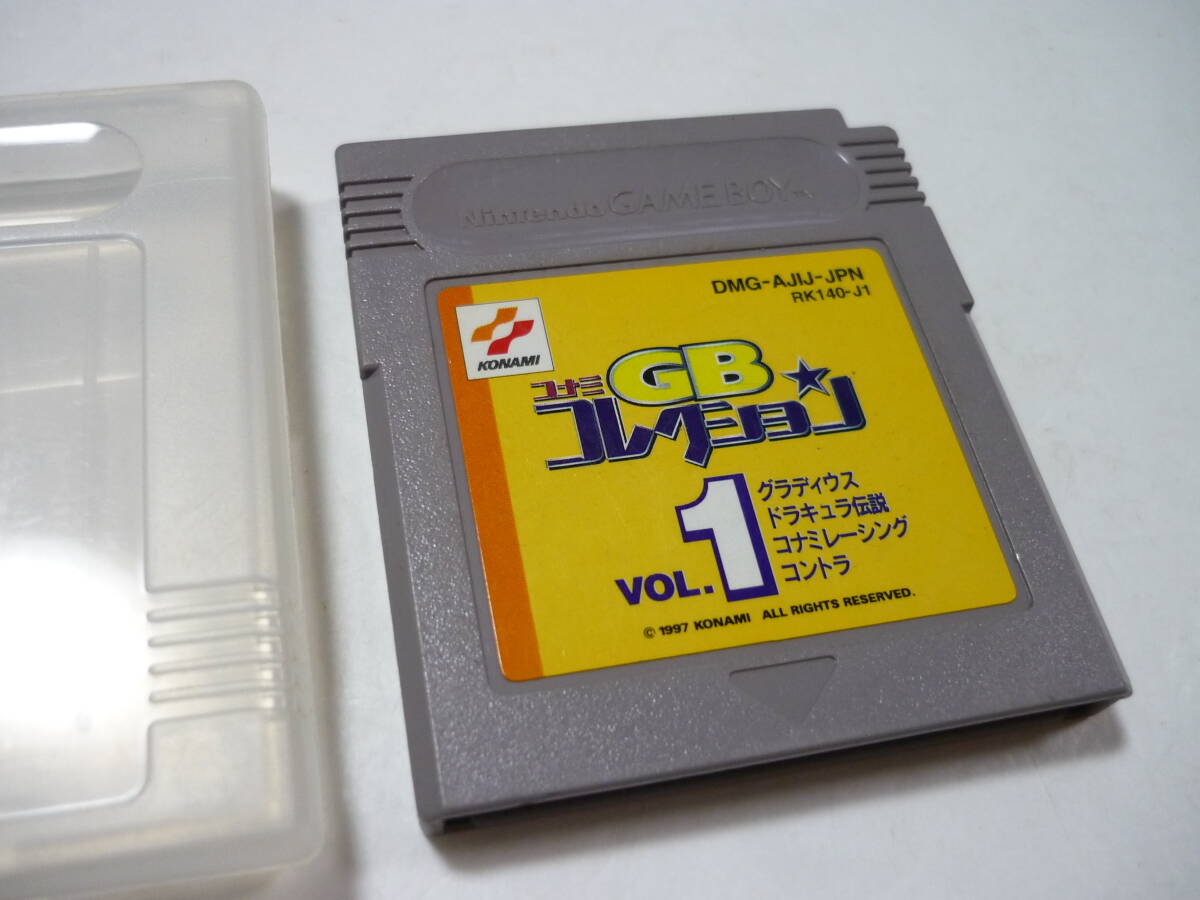 Nintendo GAME BOY TM
DMG-AJIJ-JPN
RK140-J1
KONAMI
コナミ GB
コレクション
VOL. 1
グラディウス
ドラキュラ伝説
コナミレーシング
コントラ
© 1997 KONAMI ALL RIGHTS RESERVED.